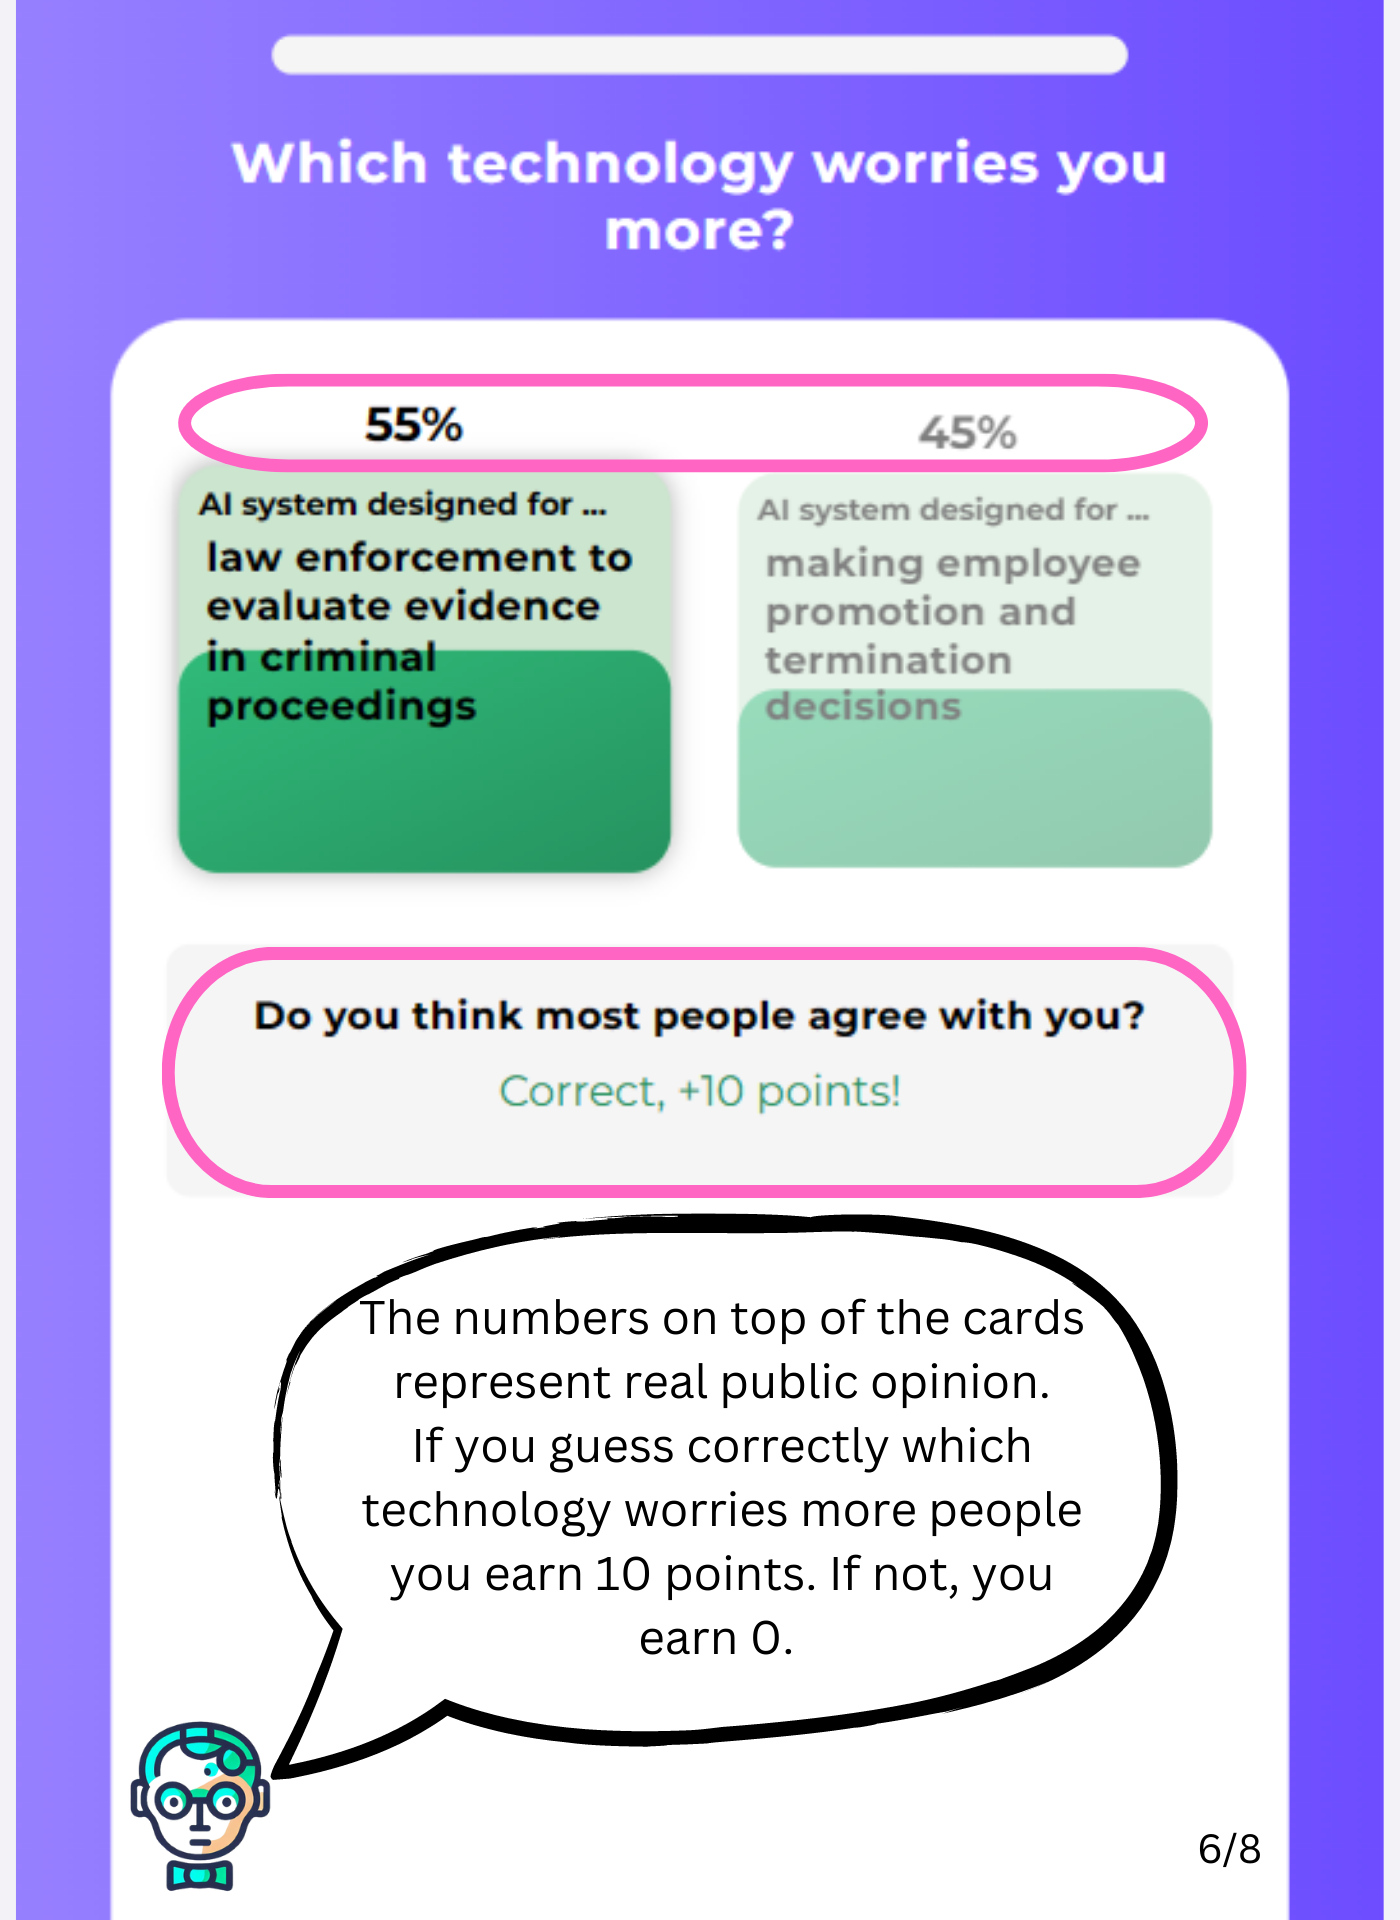 Which technology worries you
more?
55%
45%
AI system designed for ...
law enforcement to
evaluate evidence
in criminal
proceedings
AI system designed for ...
making employee
promotion and
termination
decisions
Do you think most people agree with you?
Correct, +10 points!
The numbers on top of the cards
represent real public opinion.
If you guess correctly which
technology worries more people
you earn 10 points. If not, you
earn 0.
6/8